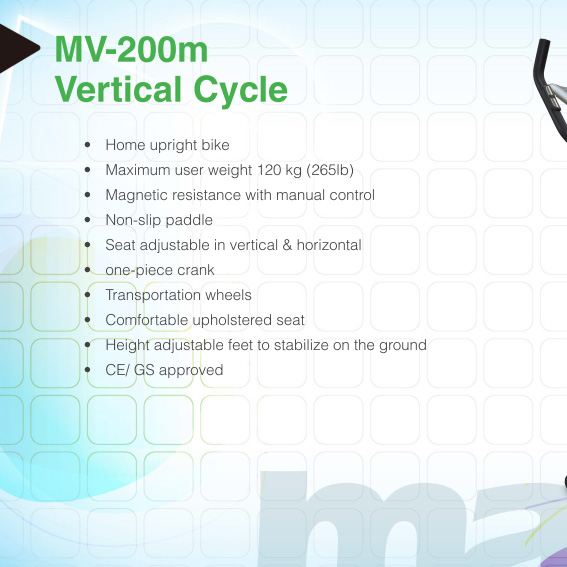 MV-200m
Vertical Cycle
• Home upright bike
• Maximum user weight 120 kg (265lb)
• Magnetic resistance with manual control
• Non-slip paddle
• Seat adjustable in vertical & horizontal
• one-piece crank
• Transportation wheels
• Comfortable upholstered seat
• Height adjustable feet to stabilize on the ground
• CE/ GS approved
ma